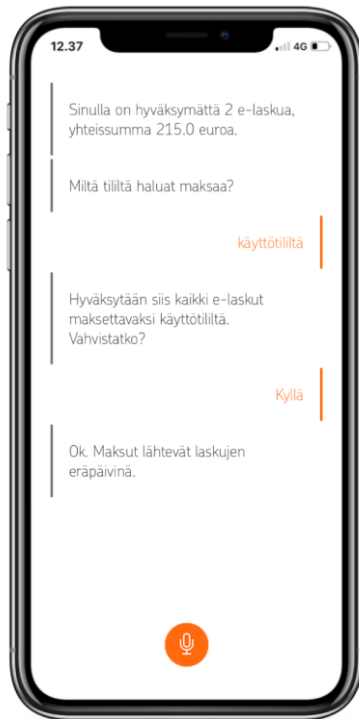 12.37
4G
Sinulla on hyväksymättä 2 e-laskua,
yhteissumma 215.0 euroa.
Miltä tililtä haluat maksaa?
käyttötililtä
Hyväksytään siis kaikki e-laskut
maksettavaksi käyttötililtä.
Vahvistatko?
Kyllä
Ok. Maksut lähtevät laskujen
eräpäivinä.